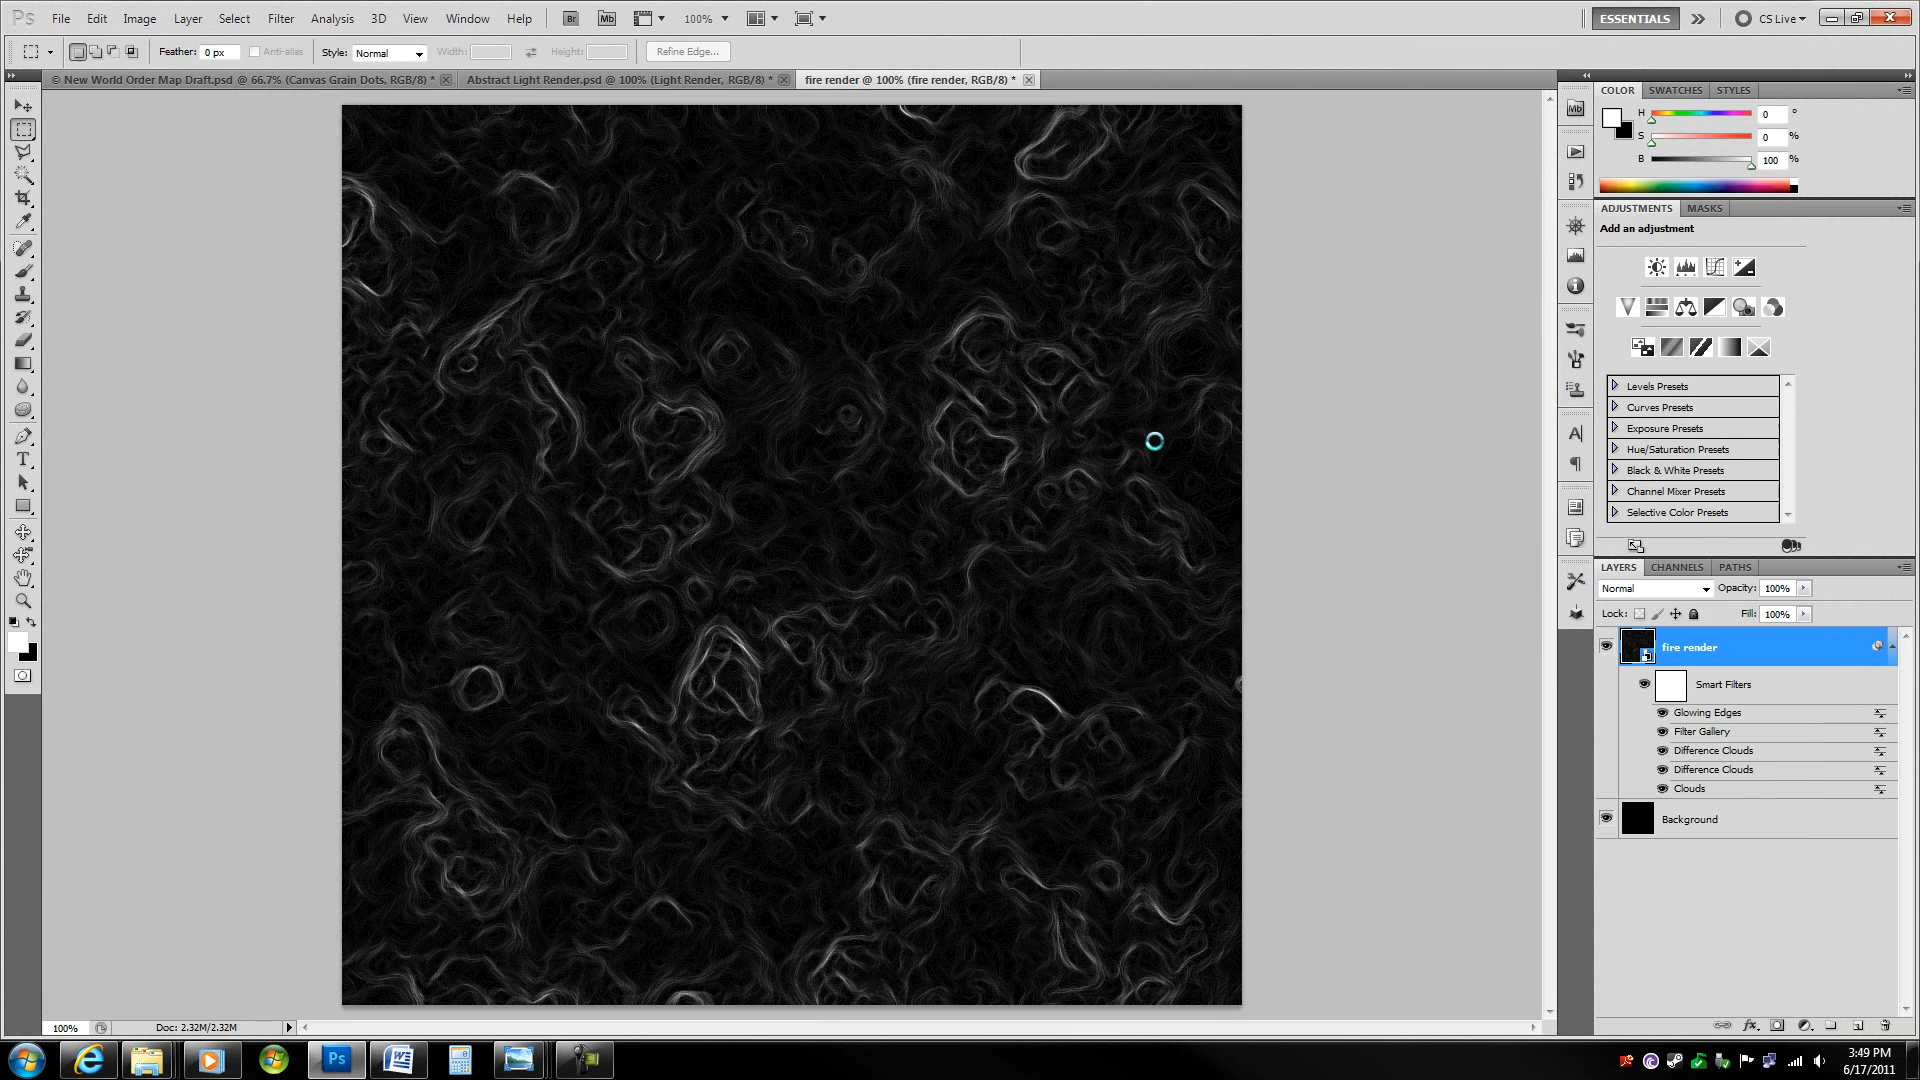 Ps File Edit Image Layer Select Filter Analysis 3D View Window Help Br Mb 100% ESSENTIALS CS Live
Feather: 0 px Anti-alias Style: Normal Width: Height: Refine Edge...
© New World Order Map Draft.psd @ 66.7% (Canvas Grain Dots, RGB/8) * Abstract Light Render.psd @ 100% (Light Render, RGB/8) * fire render @ 100% (fire render, RGB/8) *
COLOR SWATCHES STYLES
Mb
H 0 °
S 0 %
B 100 %
ADJUSTMENTS MASKS
Add an adjustment
Levels Presets
Curves Presets
Exposure Presets
Hue/Saturation Presets
Black & White Presets
Channel Mixer Presets
Selective Color Presets
LAYERS CHANNELS PATHS
Normal Opacity: 100%
Lock: Fill: 100%
fire render
Smart Filters
Glowing Edges
Filter Gallery
Difference Clouds
Difference Clouds
Clouds
Background
100% Doc: 2.32M/2.32M
Ps W
3:49 PM
6/17/2011